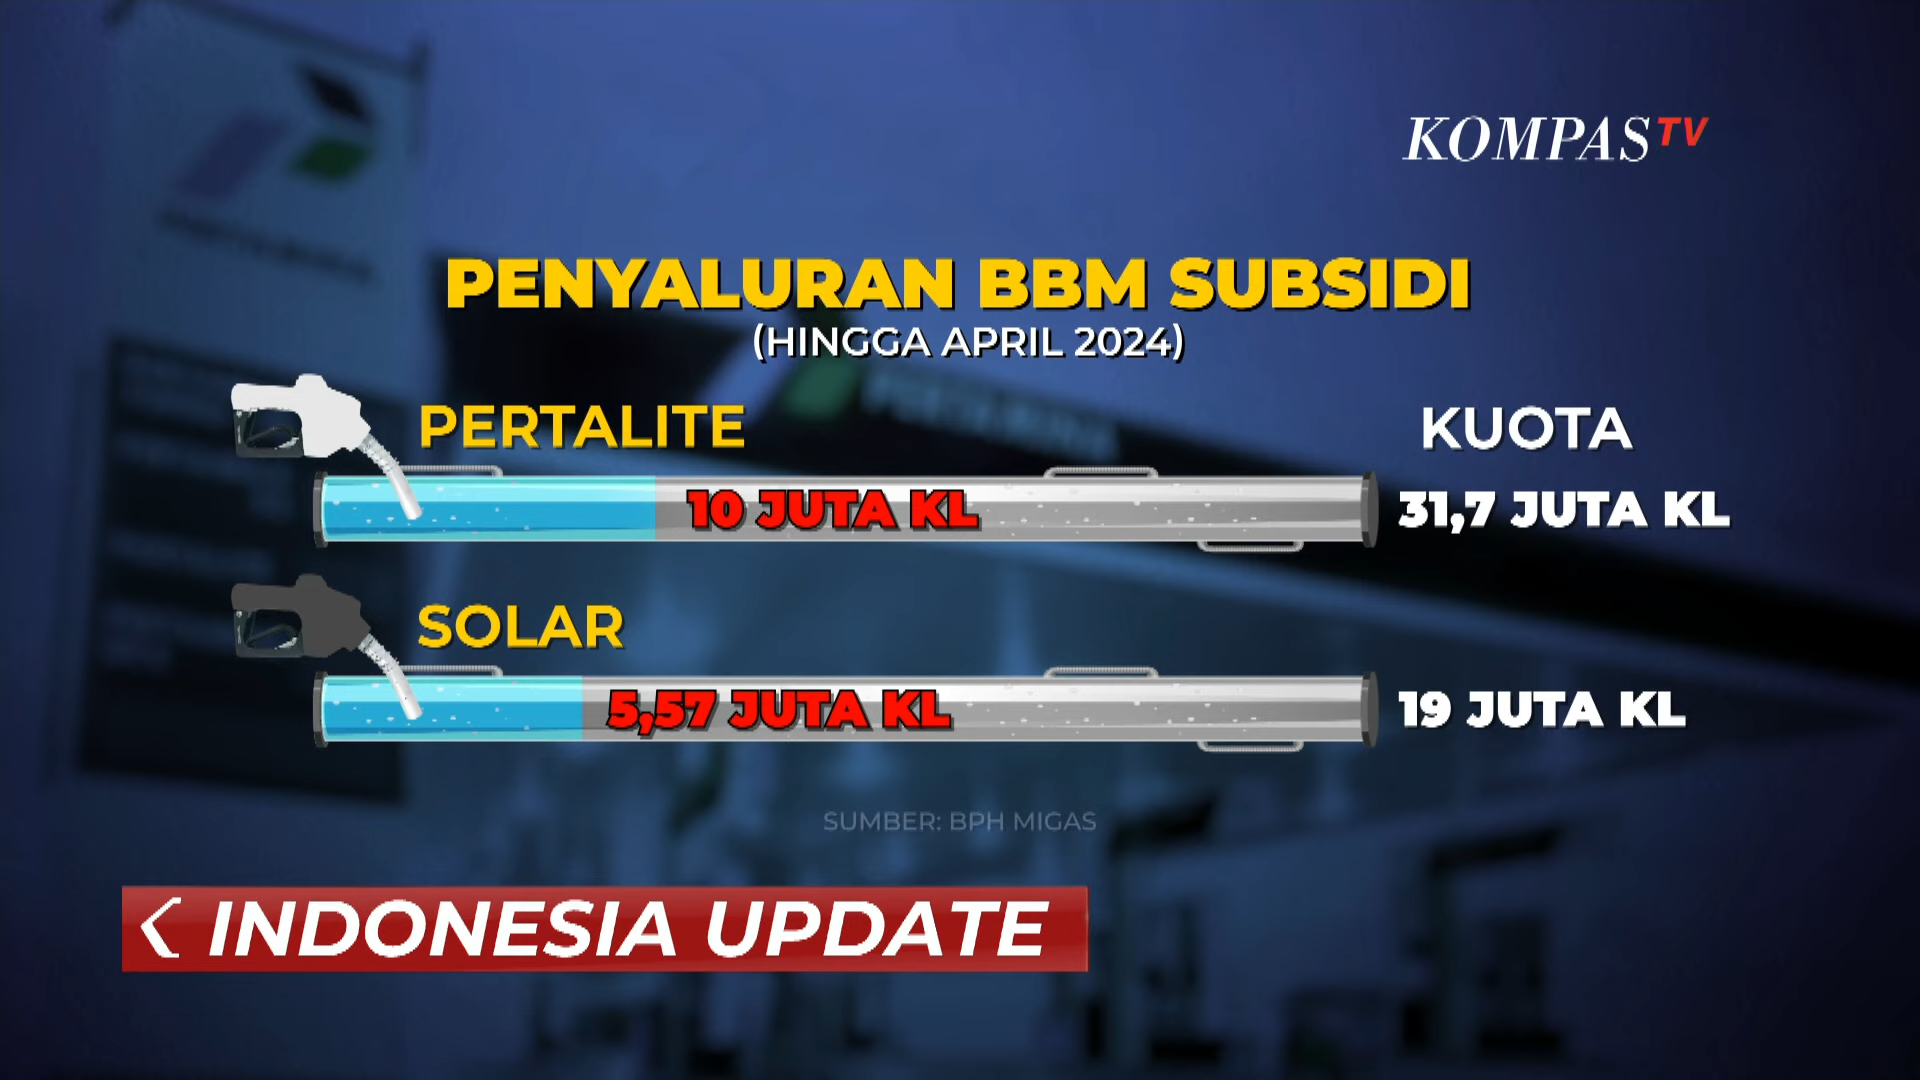 KOMPAS TV
PENYALURAN BBM SUBSIDI
(HINGGA APRIL 2024)
PERTALITE
KUOTA
10 JUTA KL
31,7 JUTA KL
SOLAR
5,57 JUTA KL
19 JUTA KL
SUMBER: BPH MIGAS
INDONESIA UPDATE